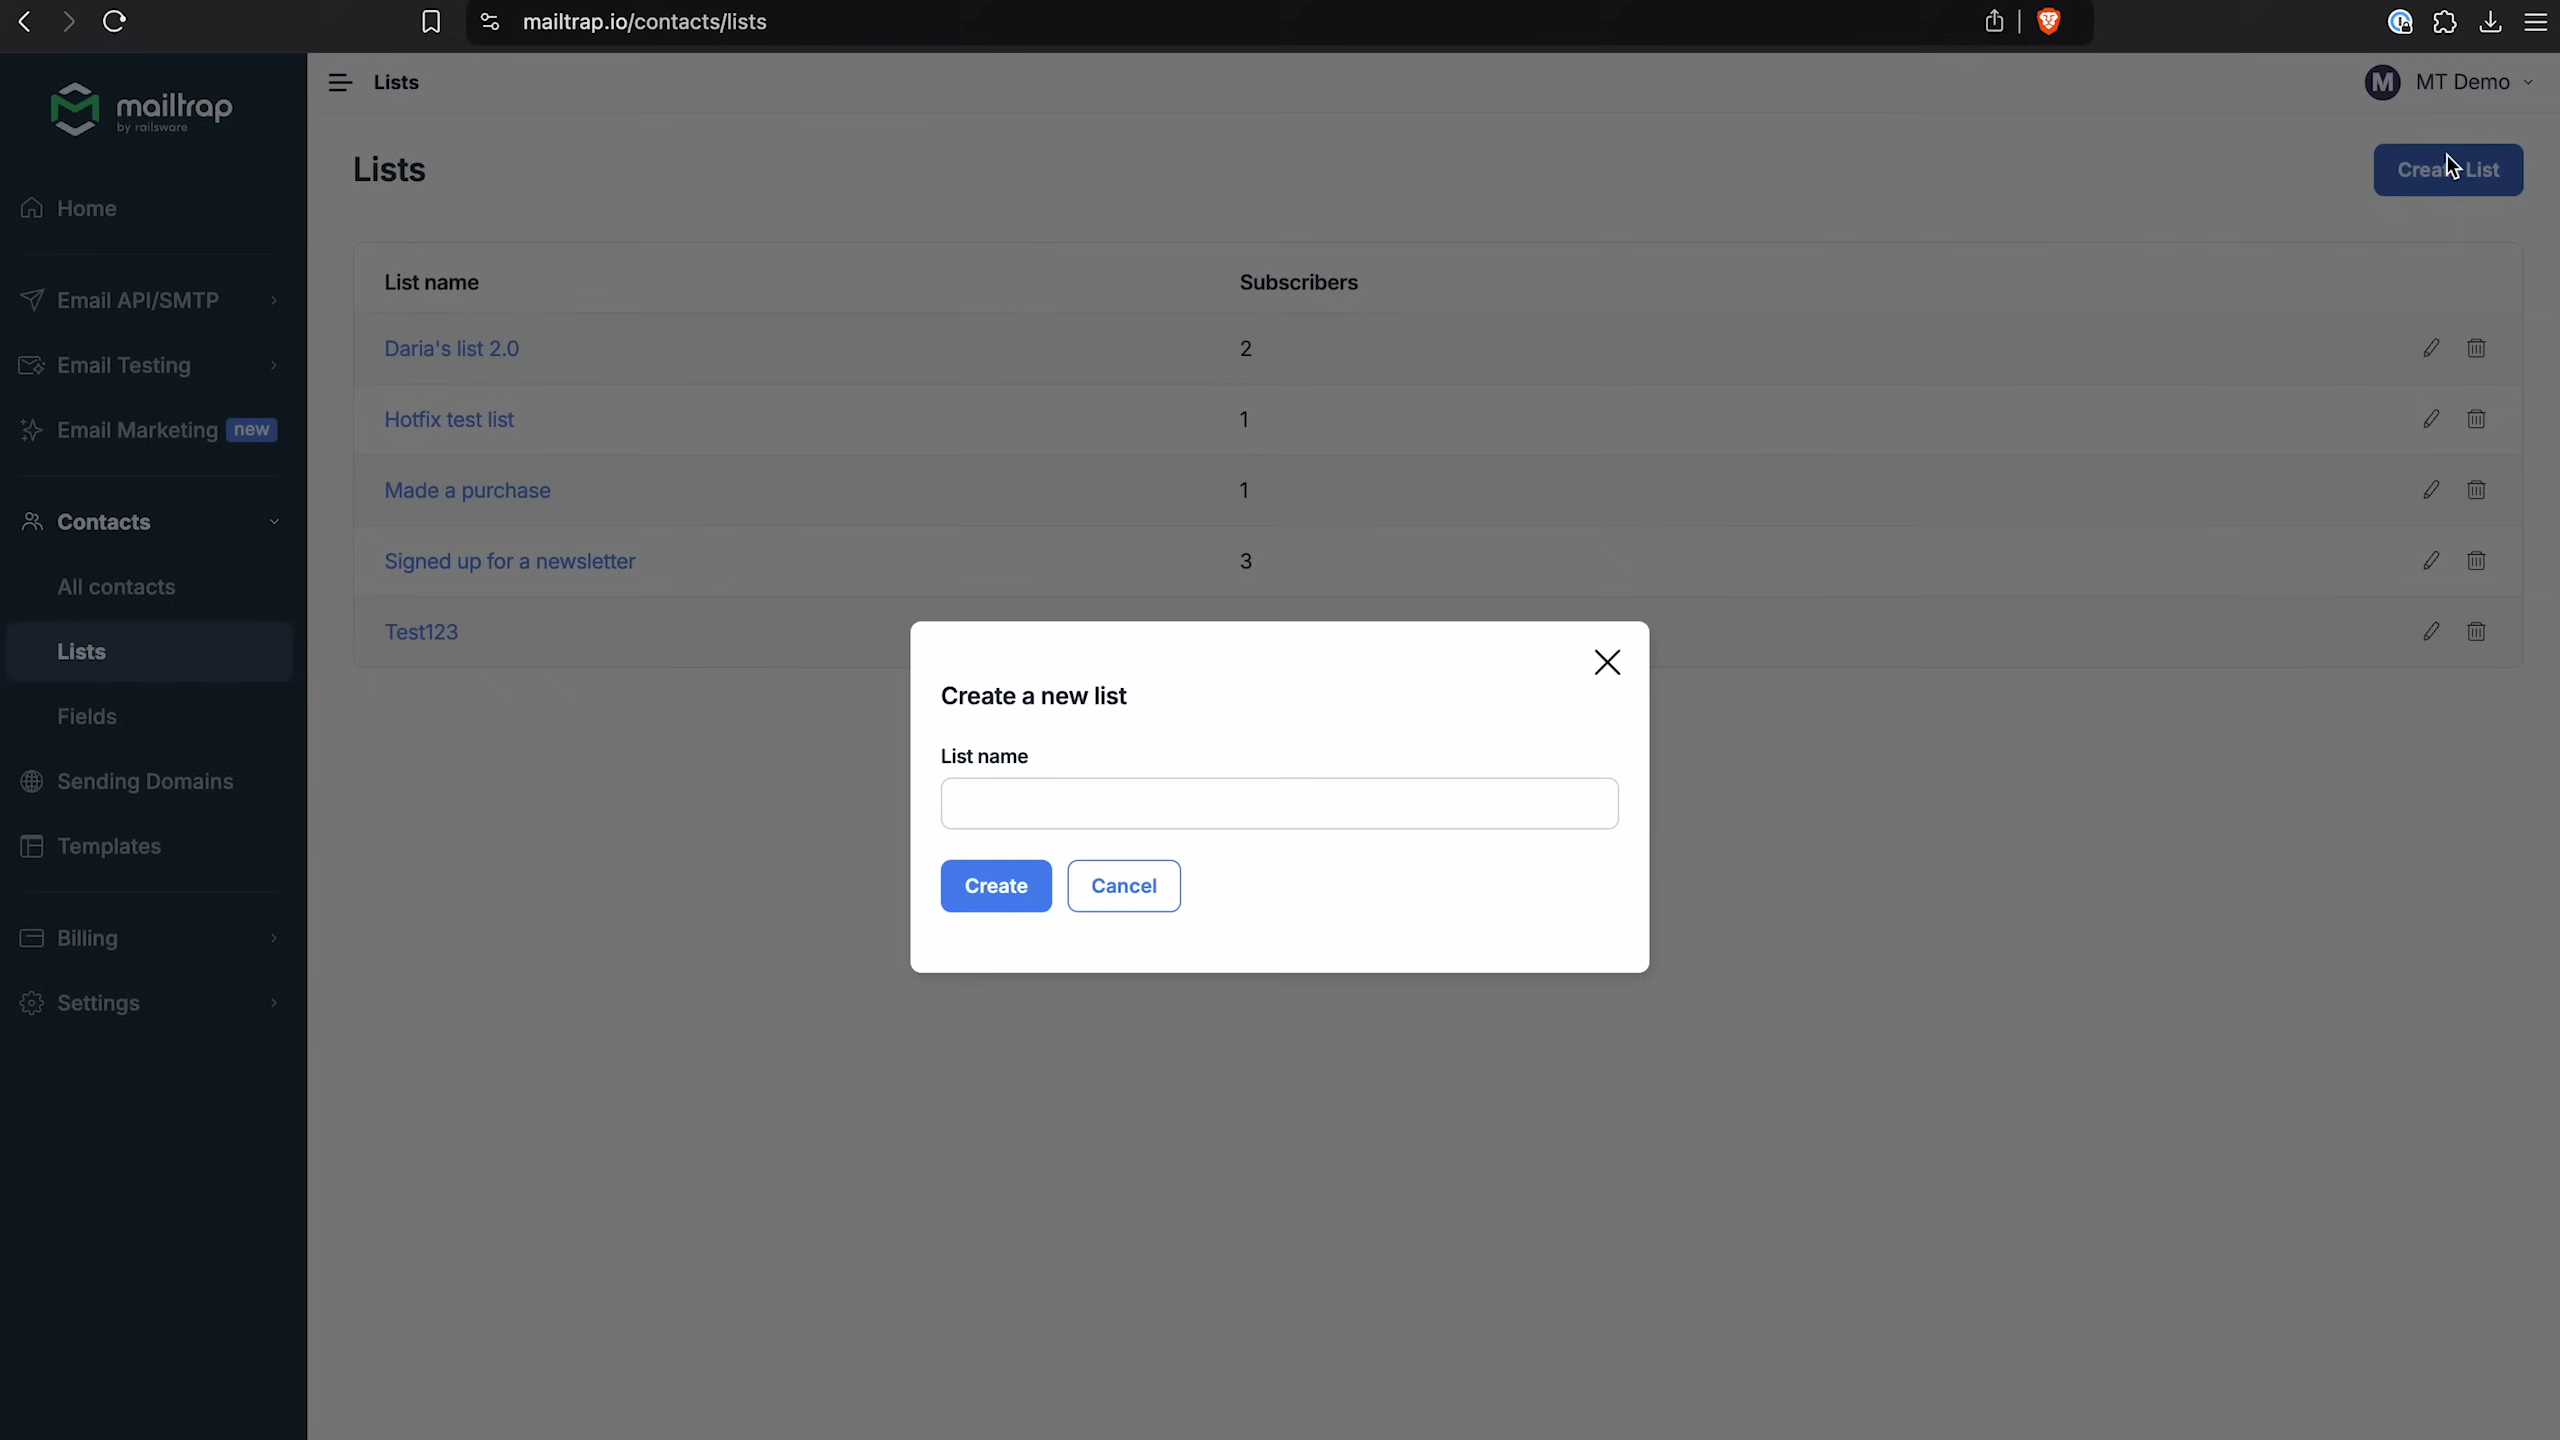 mailtrap.io/contacts/lists
mailtrap
by railsware
Home
Email API/SMTP
Email Testing
Email Marketing new
Contacts
All contacts
Lists
Fields
Sending Domains
Templates
Billing
Settings
Lists
M MT Demo
Lists
Create List
List name Subscribers
Daria's list 2.0 2
Hotfix test list 1
Made a purchase 1
Signed up for a newsletter 3
Test123
Create a new list
List name
Create Cancel